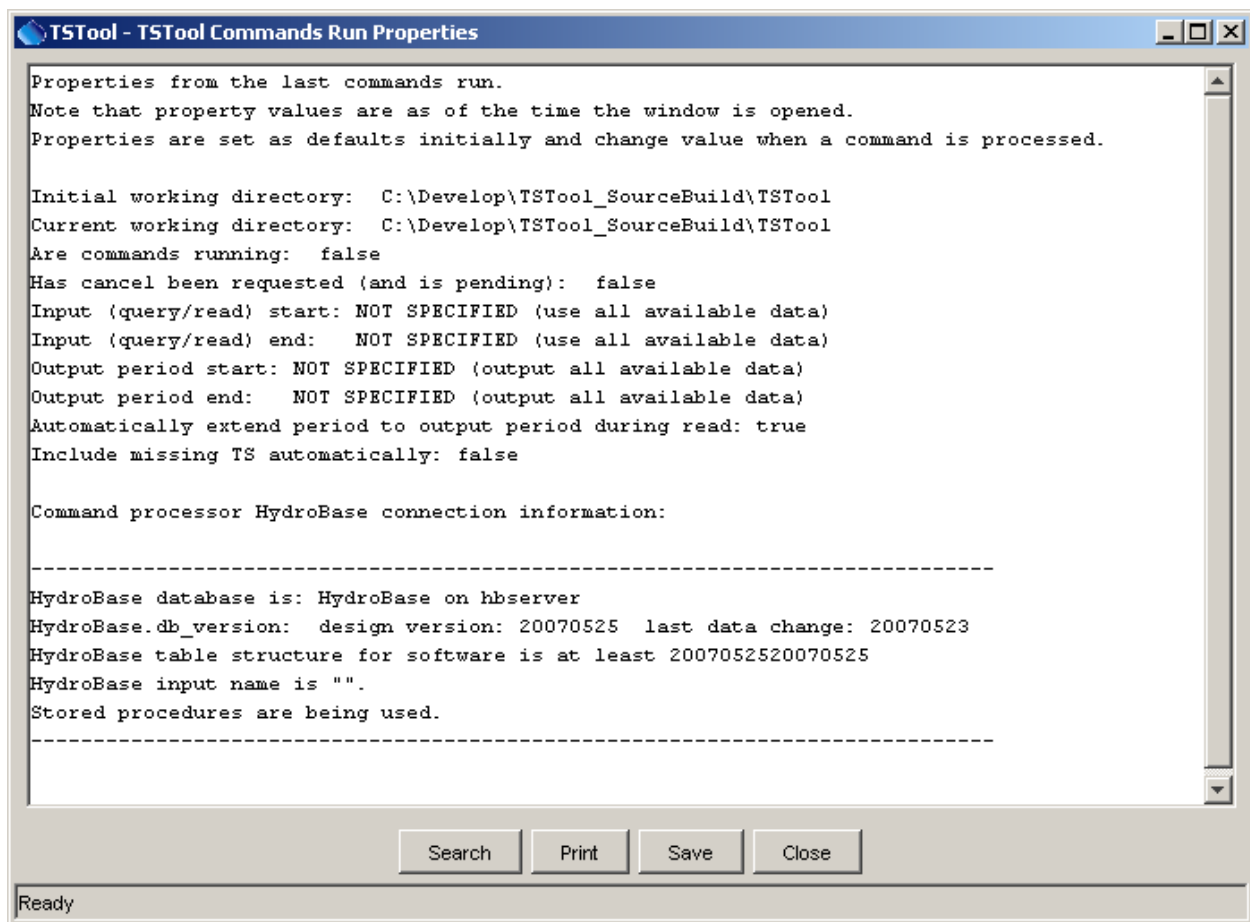 TSTool - TSTool Commands Run Properties
Properties from the last commands run.
Note that property values are as of the time the window is opened.
Properties are set as defaults initially and change value when a command is processed.
Initial working directory:  C:\Develop\TSTool_SourceBuild\TSTool
Current working directory:  C:\Develop\TSTool_SourceBuild\TSTool
Are commands running:  false
Has cancel been requested (and is pending):  false
Input (query/read) start: NOT SPECIFIED (use all available data)
Input (query/read) end:   NOT SPECIFIED (use all available data)
Output period start: NOT SPECIFIED (output all available data)
Output period end:   NOT SPECIFIED (output all available data)
Automatically extend period to output period during read: true
Include missing TS automatically: false
Command processor HydroBase connection information:
-----------------------------------------------------------------------------
HydroBase database is: HydroBase on hbserver
HydroBase.db_version:  design version: 20070525  last data change: 20070523
HydroBase table structure for software is at least 2007052520070525
HydroBase input name is "".
Stored procedures are being used.
-----------------------------------------------------------------------------
Search Print Save Close
Ready